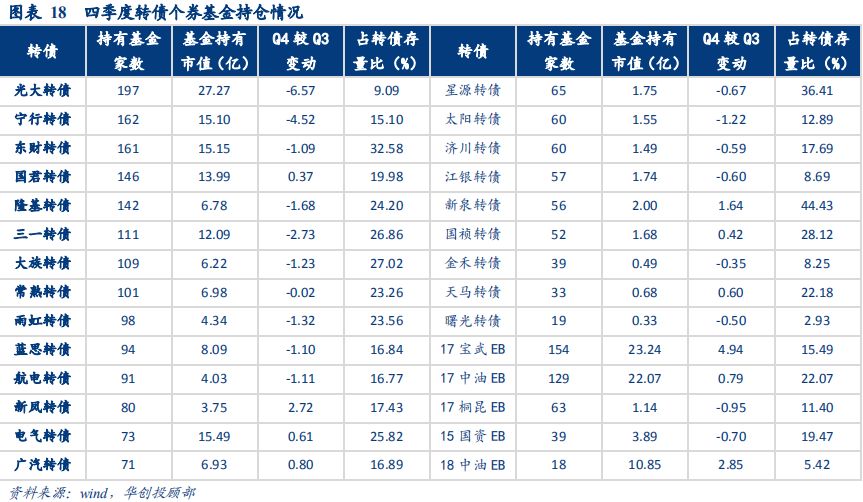 图表 18 四季度转债个券基金持仓情况
转债 持有基金家数 基金持有市值(亿) Q4 较 Q3 变动 占转债存量比(%) 转债 持有基金家数 基金持有市值(亿) Q4 较 Q3 变动 占转债存量比(%)
光大转债 197 27.27 -6.57 9.09 星源转债 65 1.75 -0.67 36.41
宁行转债 162 15.10 -4.52 15.10 太阳转债 60 1.55 -1.22 12.89
东财转债 161 15.15 -1.09 32.58 济川转债 60 1.49 -0.59 17.69
国君转债 146 13.99 0.37 19.98 江银转债 57 1.74 -0.60 8.69
隆基转债 142 6.78 -1.68 24.20 新泉转债 56 2.00 1.64 44.43
三一转债 111 12.09 -2.73 26.86 国祯转债 52 1.68 0.42 28.12
大族转债 109 6.22 -1.23 27.02 金禾转债 39 0.49 -0.35 8.25
常熟转债 101 6.98 -0.02 23.26 天马转债 33 0.68 0.60 22.18
雨虹转债 98 4.34 -1.32 23.56 曙光转债 19 0.33 -0.50 2.93
蓝思转债 94 8.09 -1.10 16.84 17 宝武 EB 154 23.24 4.94 15.49
航电转债 91 4.03 -1.11 16.77 17 中油 EB 129 22.07 0.79 22.07
新凤转债 80 3.75 2.72 17.43 17 桐昆 EB 63 1.14 -0.95 11.40
电气转债 73 15.49 0.61 25.82 15 国资 EB 39 3.89 -0.70 19.47
广汽转债 71 6.93 0.80 16.89 18 中油 EB 18 10.85 2.85 5.42
资料来源：wind，华创投顾部